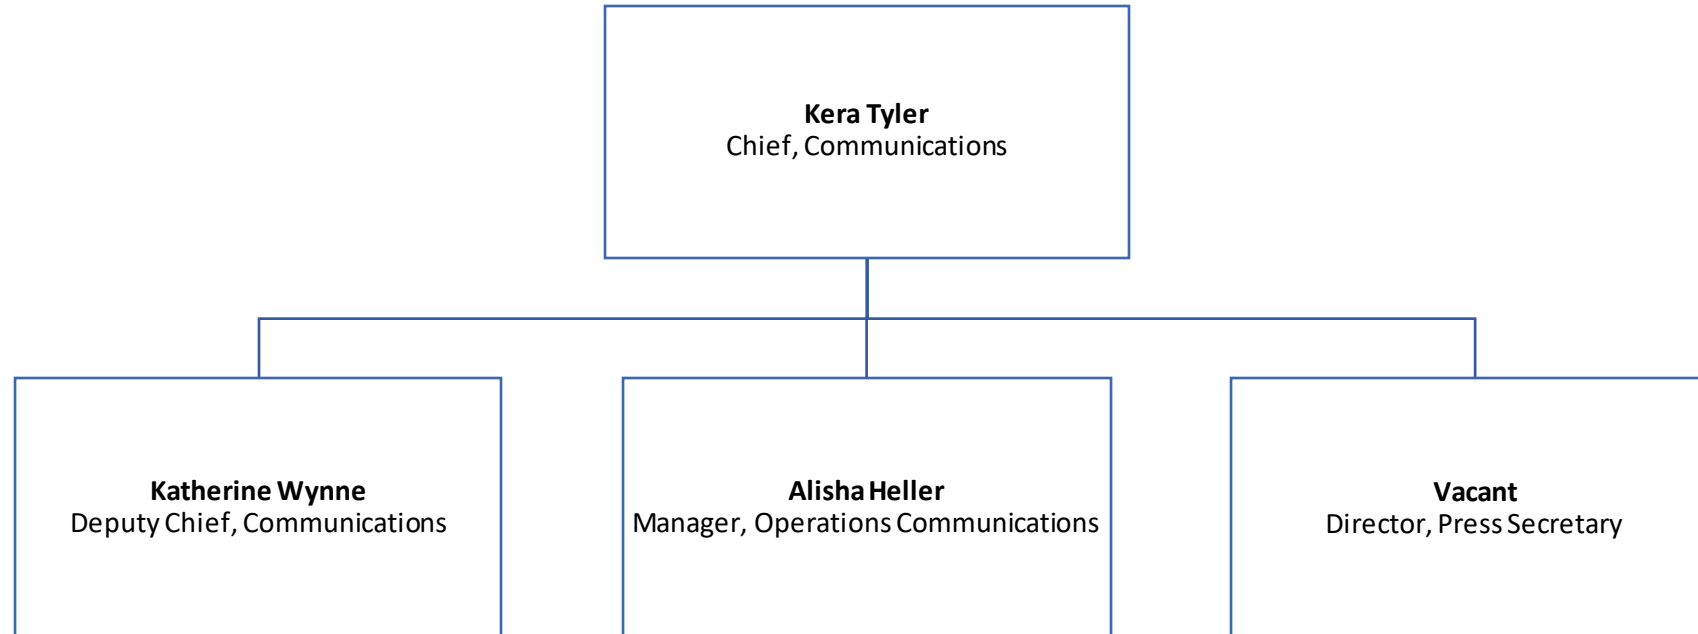 Kera Tyler
Chief, Communications
Katherine Wynne
Deputy Chief, Communications
Alisha Heller
Manager, Operations Communications
Vacant
Director, Press Secretary